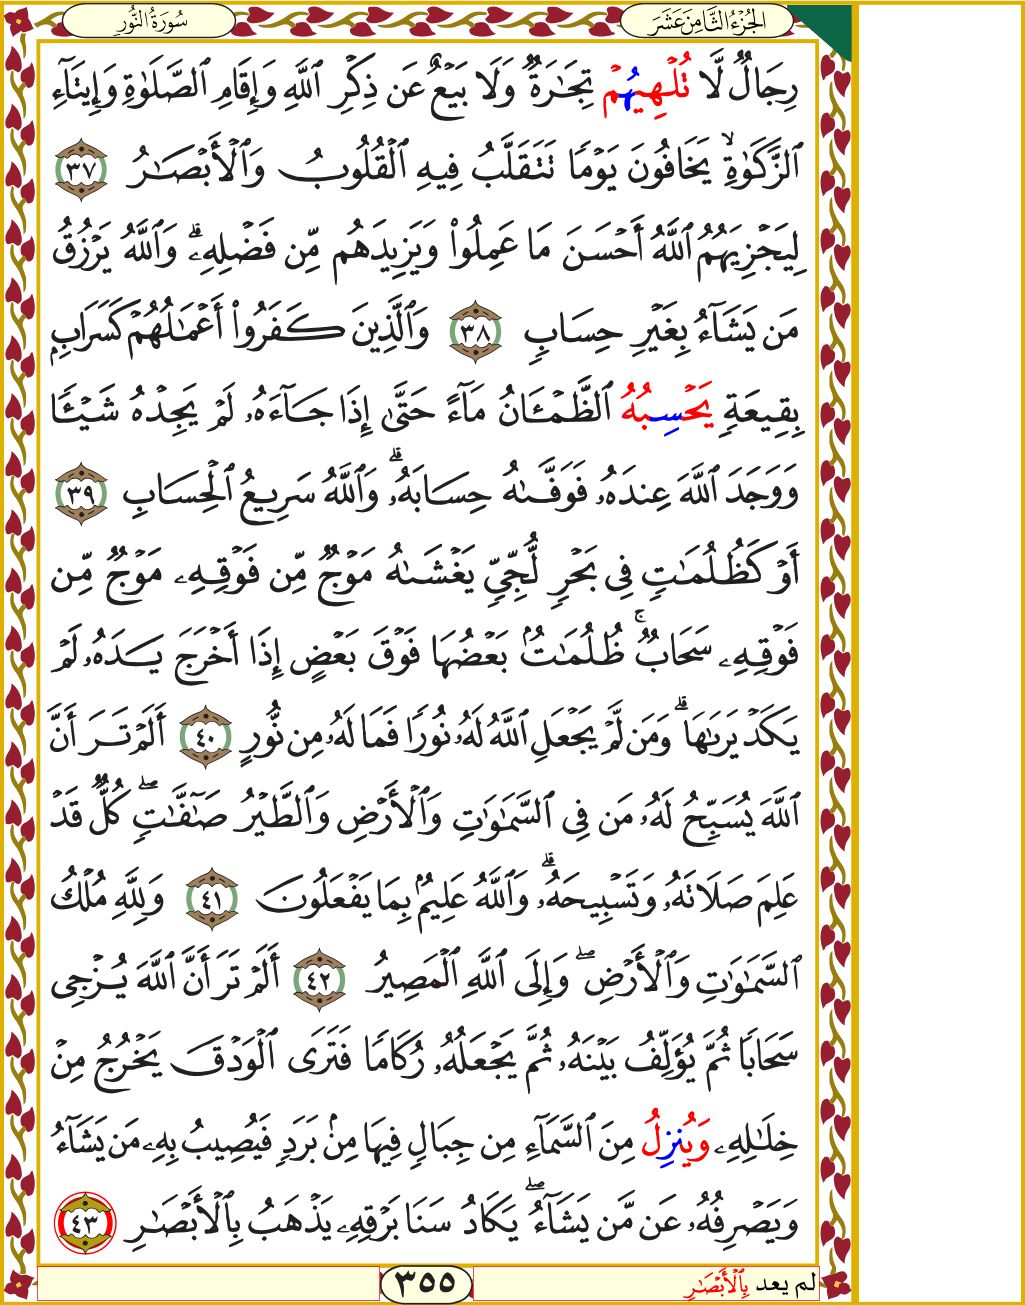 الجُزْءُ الثَّامِنَ عَشَرَ
سُورَةُ النُّورِ
رِجَالٌ لَّا تُلْهِيهُمْ تِجَـٰرَةٌ وَلَا بَيْعٌ عَن ذِكْرِ ٱللَّهِ وَإِقَامِ ٱلصَّلَوٰةِ وَإِيتَآءِ
ٱلزَّكَوٰةِ ۙ يَخَافُونَ يَوْمًا تَتَقَلَّبُ فِيهِ ٱلْقُلُوبُ وَٱلْأَبْصَـٰرُ ٣٧
لِيَجْزِيَهُمُ ٱللَّهُ أَحْسَنَ مَا عَمِلُوا۟ وَيَزِيدَهُم مِّن فَضْلِهِۦ ۗ وَٱللَّهُ يَرْزُقُ
مَن يَشَآءُ بِغَيْرِ حِسَابٍ ٣٨ وَٱلَّذِينَ كَفَرُوٓا۟ أَعْمَـٰلُهُمْ كَسَرَابٍۭ
بِقِيعَةٍ يَحْسِبُهُ ٱلظَّمْـَٔانُ مَآءً حَتَّىٰٓ إِذَا جَآءَهُۥ لَمْ يَجِدْهُ شَيْـًٔا
وَوَجَدَ ٱللَّهَ عِندَهُۥ فَوَفَّىٰهُ حِسَابَهُۥ ۗ وَٱللَّهُ سَرِيعُ ٱلْحِسَابِ ٣٩
أَوْ كَظُلُمَـٰتٍ فِى بَحْرٍ لُّجِّىٍّ يَغْشَىٰهُ مَوْجٌ مِّن فَوْقِهِۦ مَوْجٌ مِّن
فَوْقِهِۦ سَحَابٌ ۚ ظُلُمَـٰتٌۢ بَعْضُهَا فَوْقَ بَعْضٍ إِذَآ أَخْرَجَ يَدَهُۥ لَمْ
يَكَدْ يَرَىٰهَا ۗ وَمَن لَّمْ يَجْعَلِ ٱللَّهُ لَهُۥ نُورًا فَمَا لَهُۥ مِن نُّورٍ ٤٠ أَلَمْ تَرَ أَنَّ
ٱللَّهَ يُسَبِّحُ لَهُۥ مَن فِى ٱلسَّمَـٰوَٰتِ وَٱلْأَرْضِ وَٱلطَّيْرُ صَـٰٓفَّـٰتٍ ۖ كُلٌّ قَدْ
عَلِمَ صَلَاتَهُۥ وَتَسْبِيحَهُۥ ۗ وَٱللَّهُ عَلِيمٌۢ بِمَا يَفْعَلُونَ ٤١ وَلِلَّهِ مُلْكُ
ٱلسَّمَـٰوَٰتِ وَٱلْأَرْضِ ۖ وَإِلَى ٱللَّهِ ٱلْمَصِيرُ ٤٢ أَلَمْ تَرَ أَنَّ ٱللَّهَ يُزْجِى
سَحَابًا ثُمَّ يُؤَلِّفُ بَيْنَهُۥ ثُمَّ يَجْعَلُهُۥ رُكَامًا فَتَرَى ٱلْوَدْقَ يَخْرُجُ مِنْ
خِلَـٰلِهِۦ وَيُنزِلُ مِنَ ٱلسَّمَآءِ مِن جِبَالٍ فِيهَا مِنۢ بَرَدٍ فَيُصِيبُ بِهِۦ مَن يَشَآءُ
وَيَصْرِفُهُۥ عَن مَّن يَشَآءُ ۖ يَكَادُ سَنَا بَرْقِهِۦ يَذْهَبُ بِٱلْأَبْصَـٰرِ ٤٣
لم يعد بِٱلْأَبْصَـٰرِ
٣٥٥